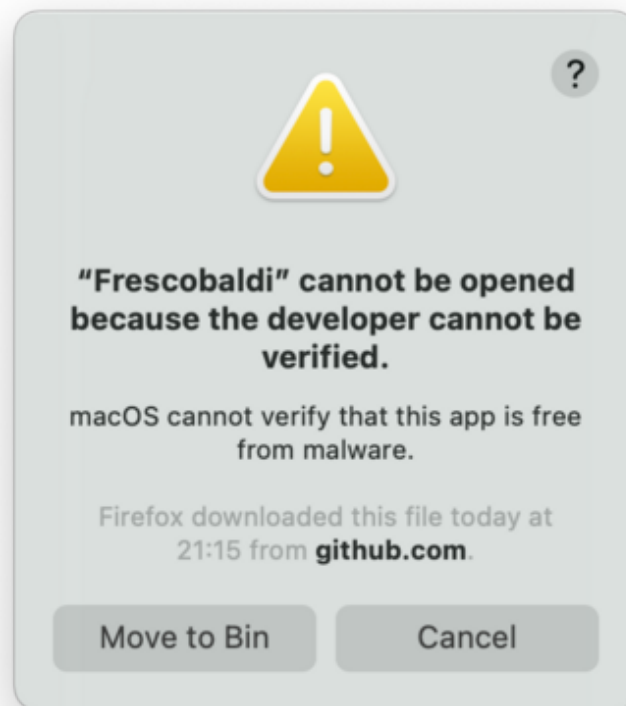 ?
“Frescobaldi” cannot be opened
because the developer cannot be
verified.
macOS cannot verify that this app is free
from malware.
Firefox downloaded this file today at
21:15 from github.com.
Move to Bin
Cancel